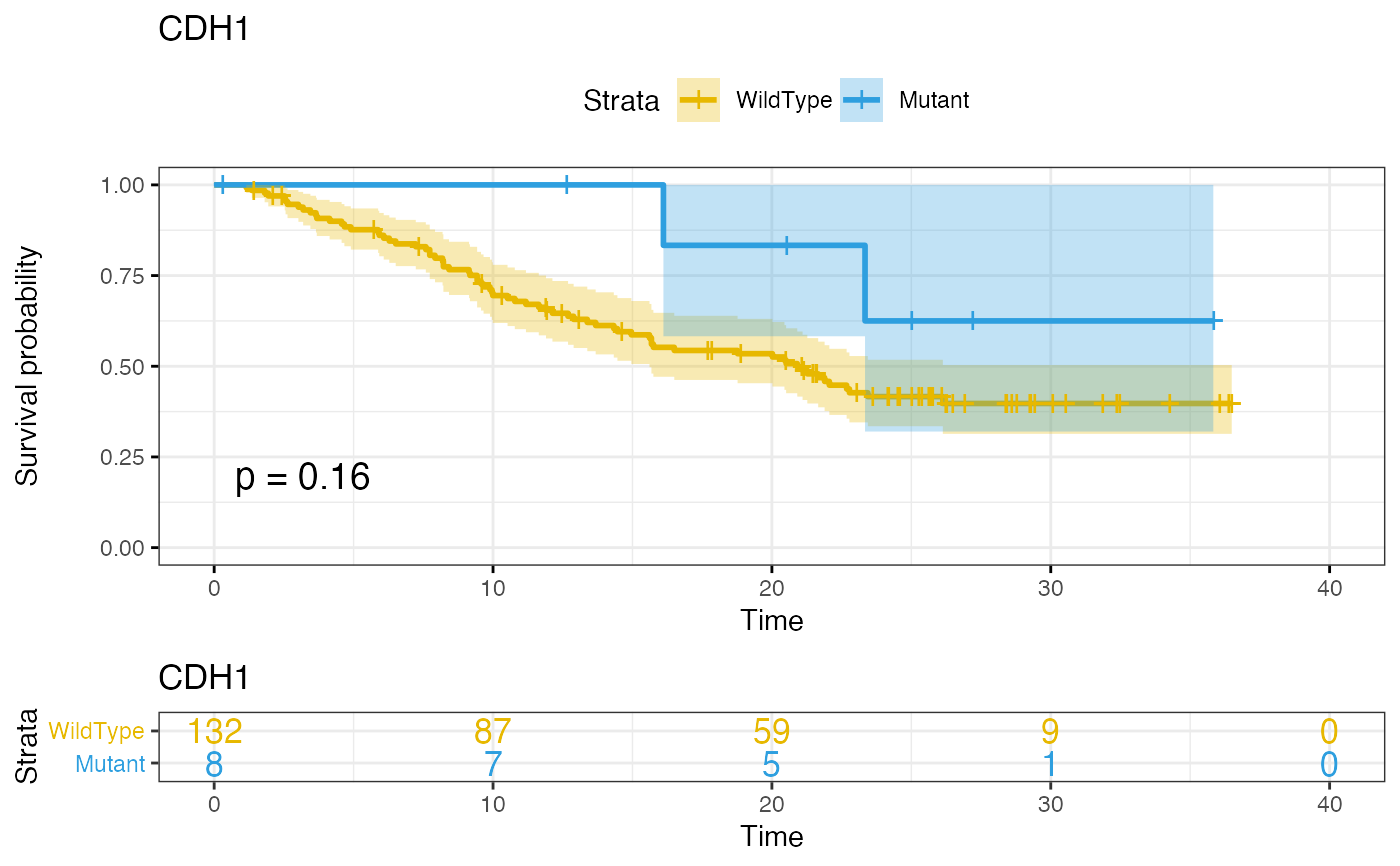 CDH1
Strata WildType Mutant
1.00
0.75
0.50
0.25
0.00
Survival probability
p = 0.16
0 10 20 30 40
Time
CDH1
Strata
WildType 132 87 59 9 0
Mutant 8 7 5 1 0
0 10 20 30 40
Time